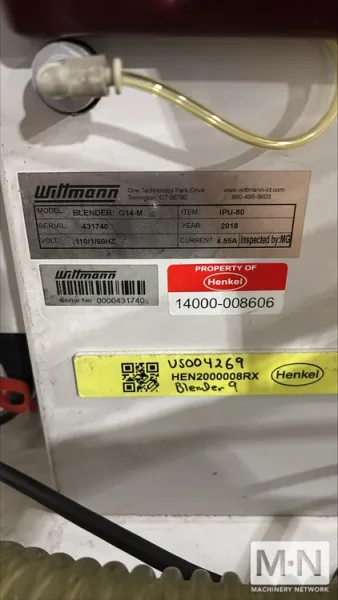 Wittmann
One Technology Park Drive
Torrington, CT 06790
www.wittmann-ct.com
860-496-9603
MODEL: BLENDER: G14-M ITEM: IPU-80
SERIAL: 431740 YEAR: 2018
VOLT: 110/1/60HZ, CURRENT: 4.55A Inspected by:MG
Wittmann
Serial No: 0000431740
PROPERTY OF
Henkel
14000-008606
US004269
HEN2000008RX
Blender 9
Henkel
M·N
MACHINERY NETWORK